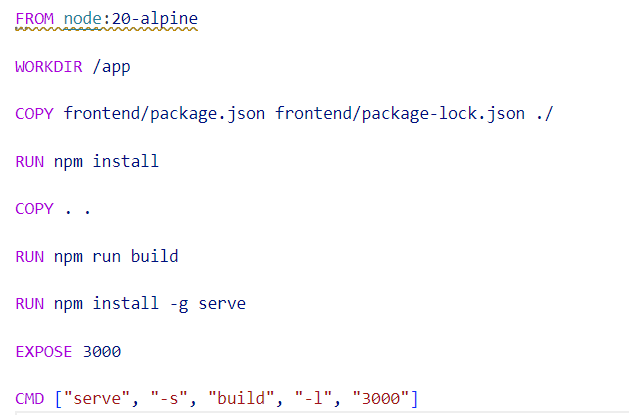 FROM node:20-alpine
WORKDIR /app
COPY frontend/package.json frontend/package-lock.json ./
RUN npm install
COPY . .
RUN npm run build
RUN npm install -g serve
EXPOSE 3000
CMD ["serve", "-s", "build", "-l", "3000"]